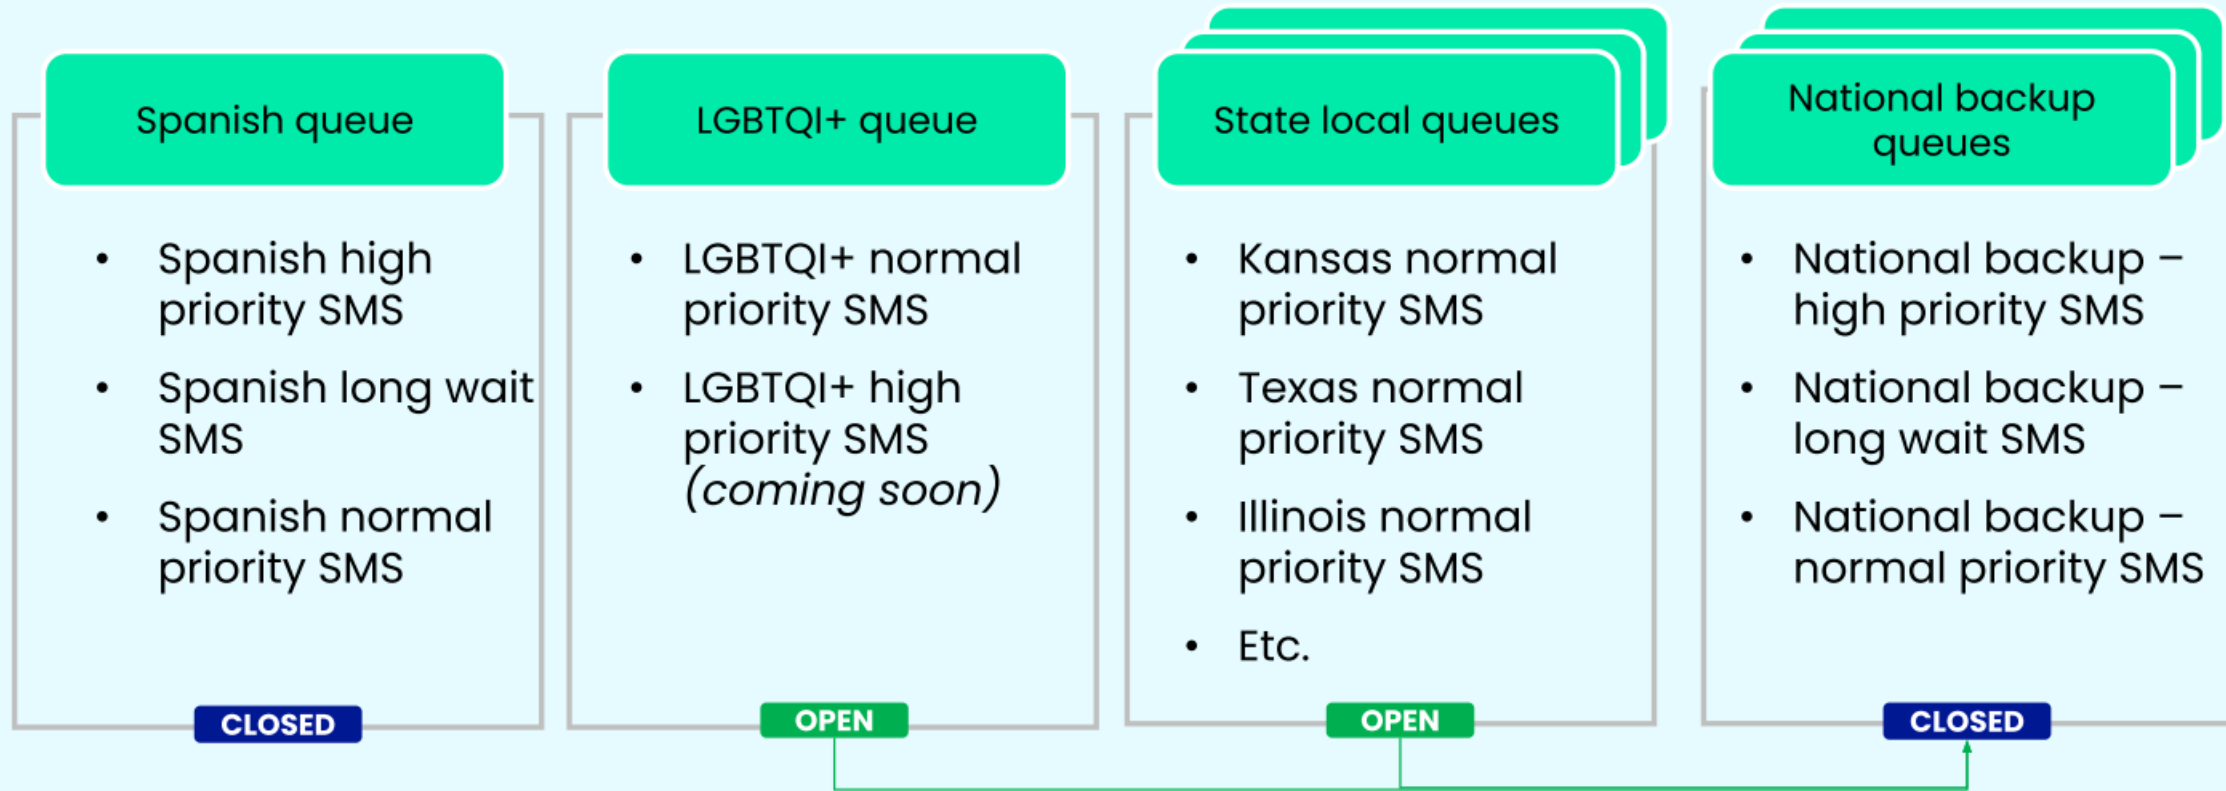 Spanish queue
• Spanish high
priority SMS
• Spanish long wait
SMS
• Spanish normal
priority SMS
CLOSED
LGBTQI+ queue
• LGBTQI+ normal
priority SMS
• LGBTQI+ high
priority SMS
(coming soon)
OPEN
State local queues
• Kansas normal
priority SMS
• Texas normal
priority SMS
• Illinois normal
priority SMS
• Etc.
OPEN
National backup
queues
• National backup –
high priority SMS
• National backup –
long wait SMS
• National backup –
normal priority SMS
CLOSED